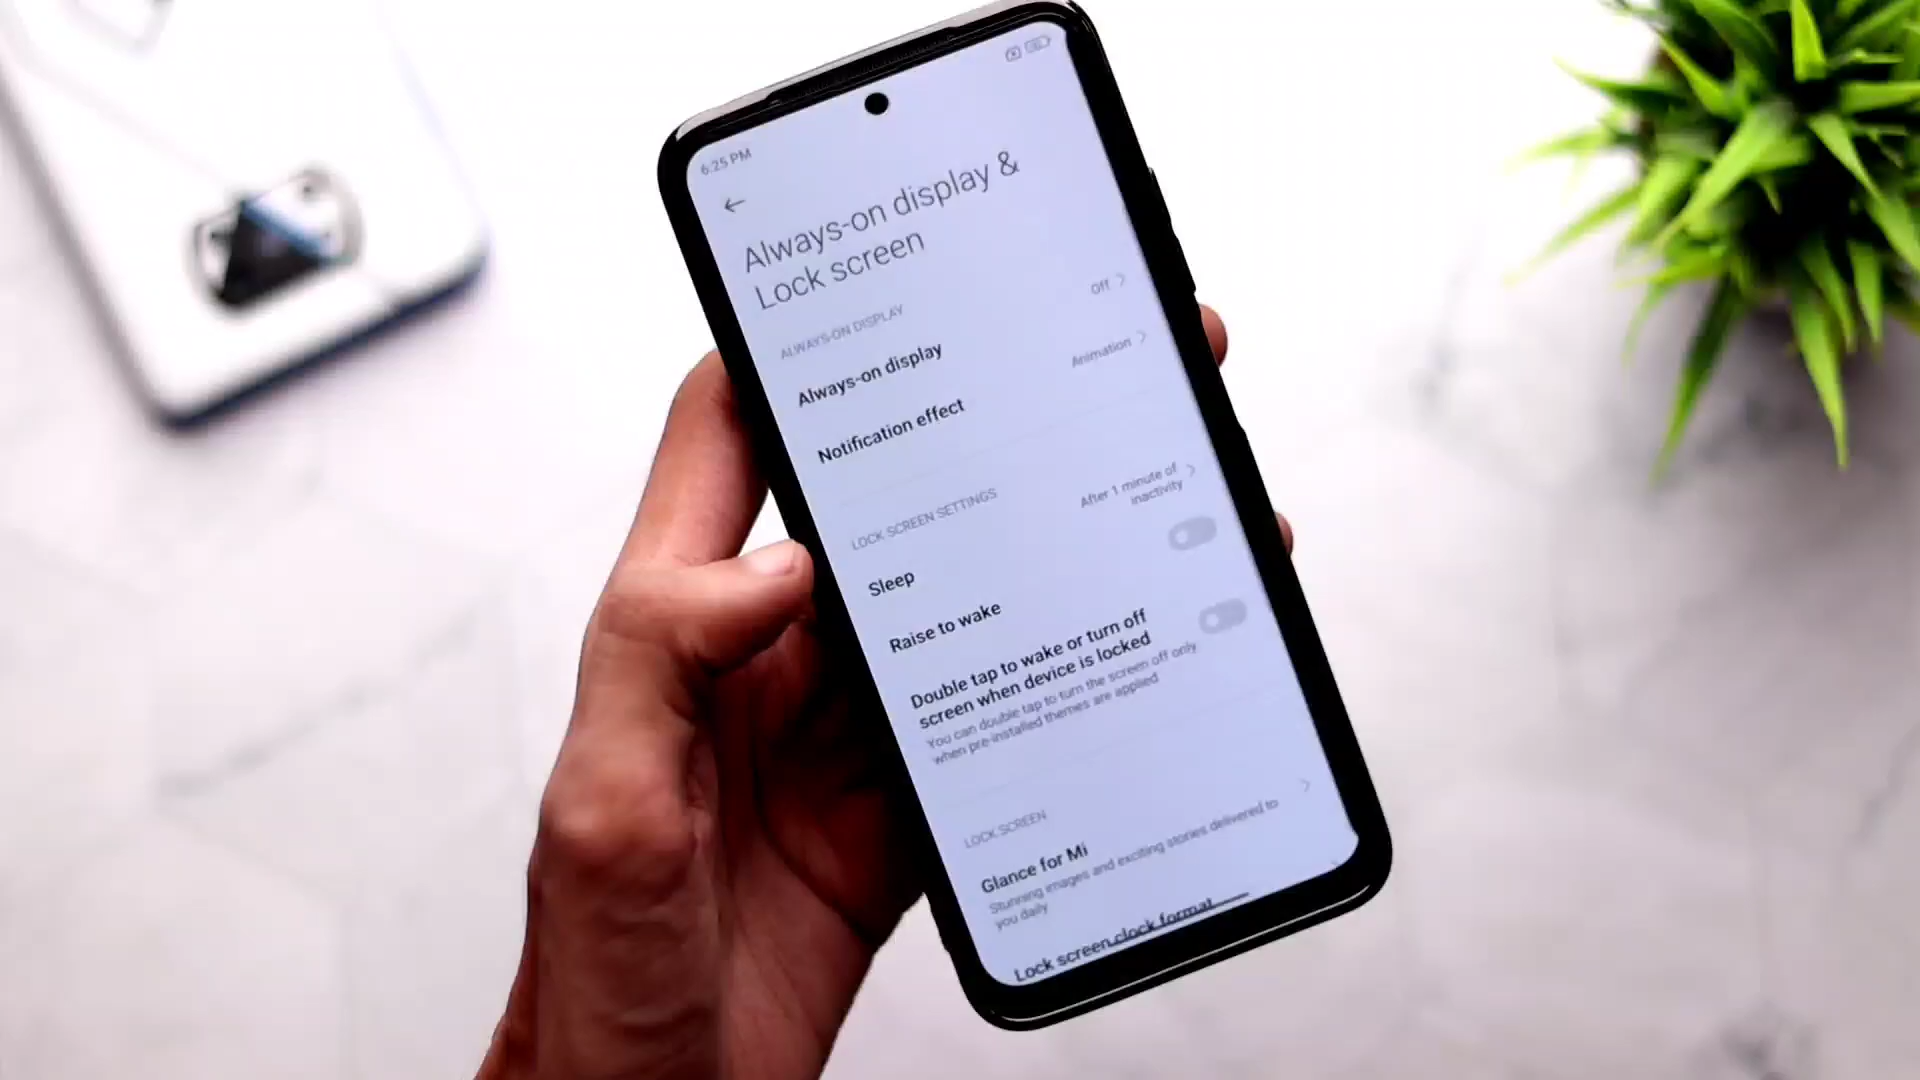 6:25 PM
Always-on display &
Lock screen
ALWAYS-ON DISPLAY
Always-on display
Off
Notification effect
Animation
LOCK SCREEN SETTINGS
Sleep
After 1 minute of
inactivity
Raise to wake
Double tap to wake or turn off
screen when device is locked
You can double tap to turn the screen off only
when pre-installed themes are applied
LOCK SCREEN
Glance for Mi
Stunning images and exciting stories delivered to
you daily
Lock screen clock format